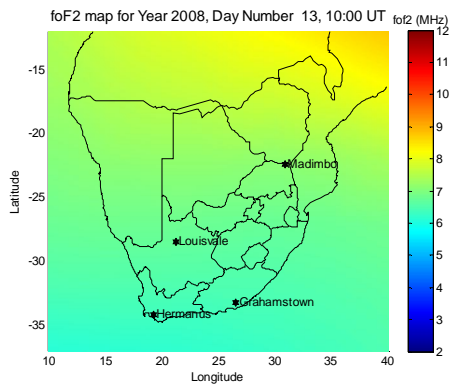 foF2 map for Year 2008, Day Number 13, 10:00 UT
fof2 (MHz)
12
11
10
9
8
7
6
5
4
3
2
-15
-20
-25
-30
-35
Latitude
Madimbo
Louisvale
Grahamstown
Hermanus
10 15 20 25 30 35 40
Longitude